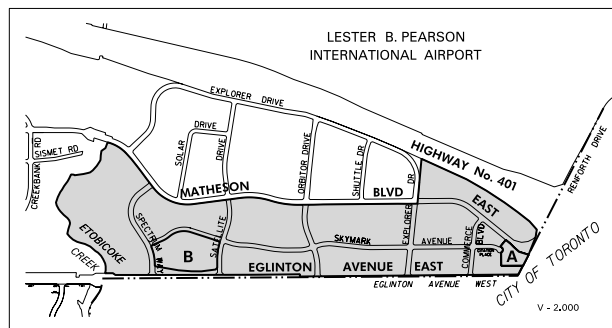 LESTER B. PEARSON
INTERNATIONAL AIRPORT
EXPLORER DRIVE
HIGHWAY No. 401
RENFORTH DRIVE
CREEKBANK RD
SISMET RD
SOLAR
DRIVE
DRIVE
SATELLITE
ORBITOR DRIVE
SHUTTLE DR
EXPLORER
DR
MATHESON
BLVD
EAST
ETOBICOKE
CREEK
SPECTRUM WAY
B
SKYMARK
AVENUE
COMMERCE
BLVD
PLACE
A
EGLINTON
AVENUE
EAST
EGLINTON AVENUE WEST
CITY OF TORONTO
V - 2.000